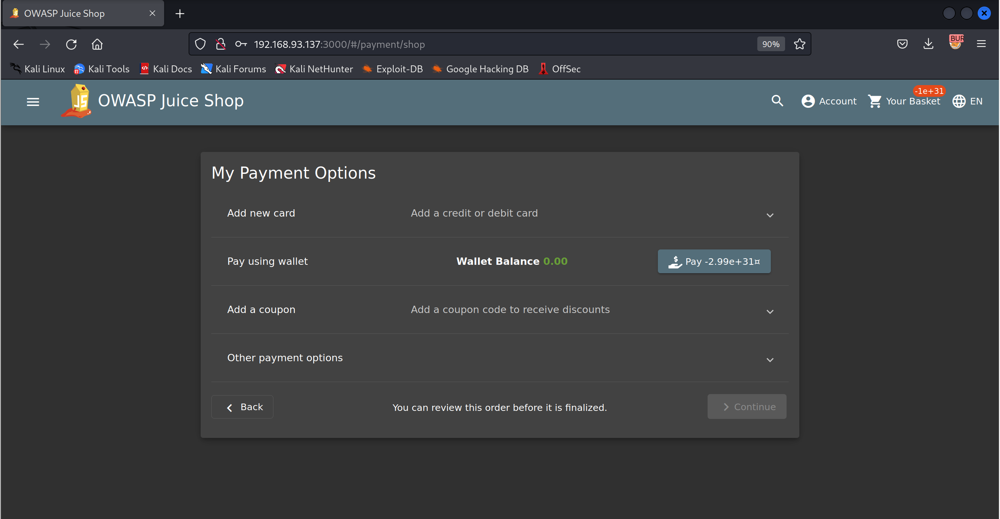 OWASP Juice Shop
192.168.93.137:3000/#/payment/shop 90% BUR
Kali Linux Kali Tools Kali Docs Kali Forums Kali NetHunter Exploit-DB Google Hacking DB OffSec
JS OWASP Juice Shop Account Your Basket -1e+31 EN
My Payment Options
Add new card Add a credit or debit card
Pay using wallet Wallet Balance 0.00 Pay -2.99e+31¤
Add a coupon Add a coupon code to receive discounts
Other payment options
Back You can review this order before it is finalized. Continue